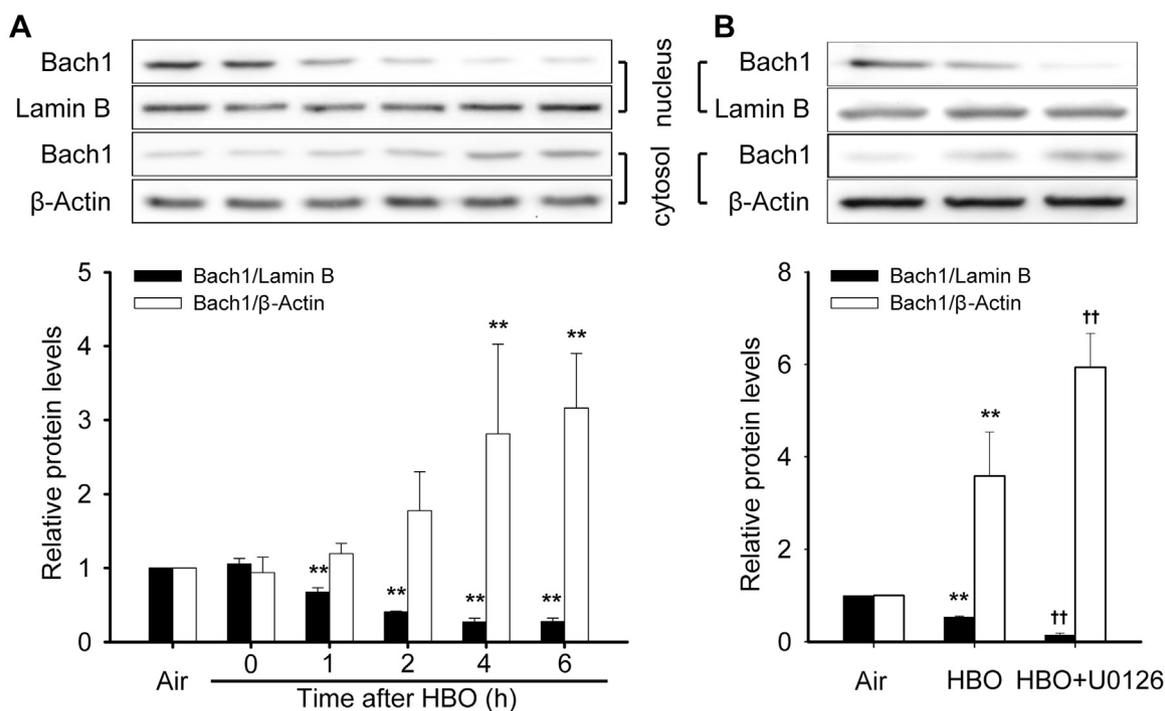 A
Bach1
Lamin B
Bach1
β-Actin
nucleus
cytosol
5
4
3
2
1
0
Relative protein levels
Bach1/Lamin B
Bach1/β-Actin
**
**
**
**
**
**
Air
0
1
2
4
6
Time after HBO (h)
B
Bach1
Lamin B
Bach1
β-Actin
8
6
4
2
0
Relative protein levels
Bach1/Lamin B
Bach1/β-Actin
**
**
††
††
Air
HBO
HBO+U0126